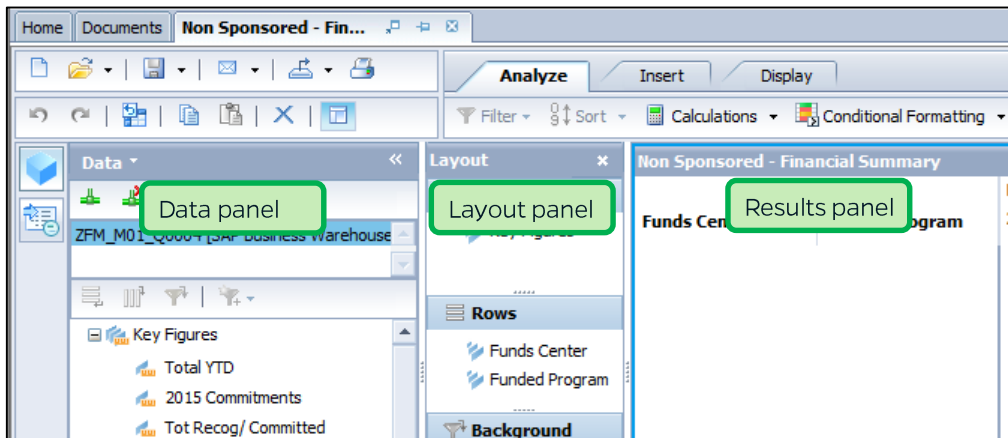 Home Documents Non Sponsored - Fin...
Analyze Insert Display
Filter Sort Calculations Conditional Formatting
Data Layout Non Sponsored - Financial Summary
Data panel Layout panel Results panel
ZFM_M01_Q0004 [SAP Business Warehouse
Key Figures
Funds Cen ogram
Rows
Key Figures
Total YTD
2015 Commitments
Tot Recog/ Committed
Funds Center
Funded Program
Background